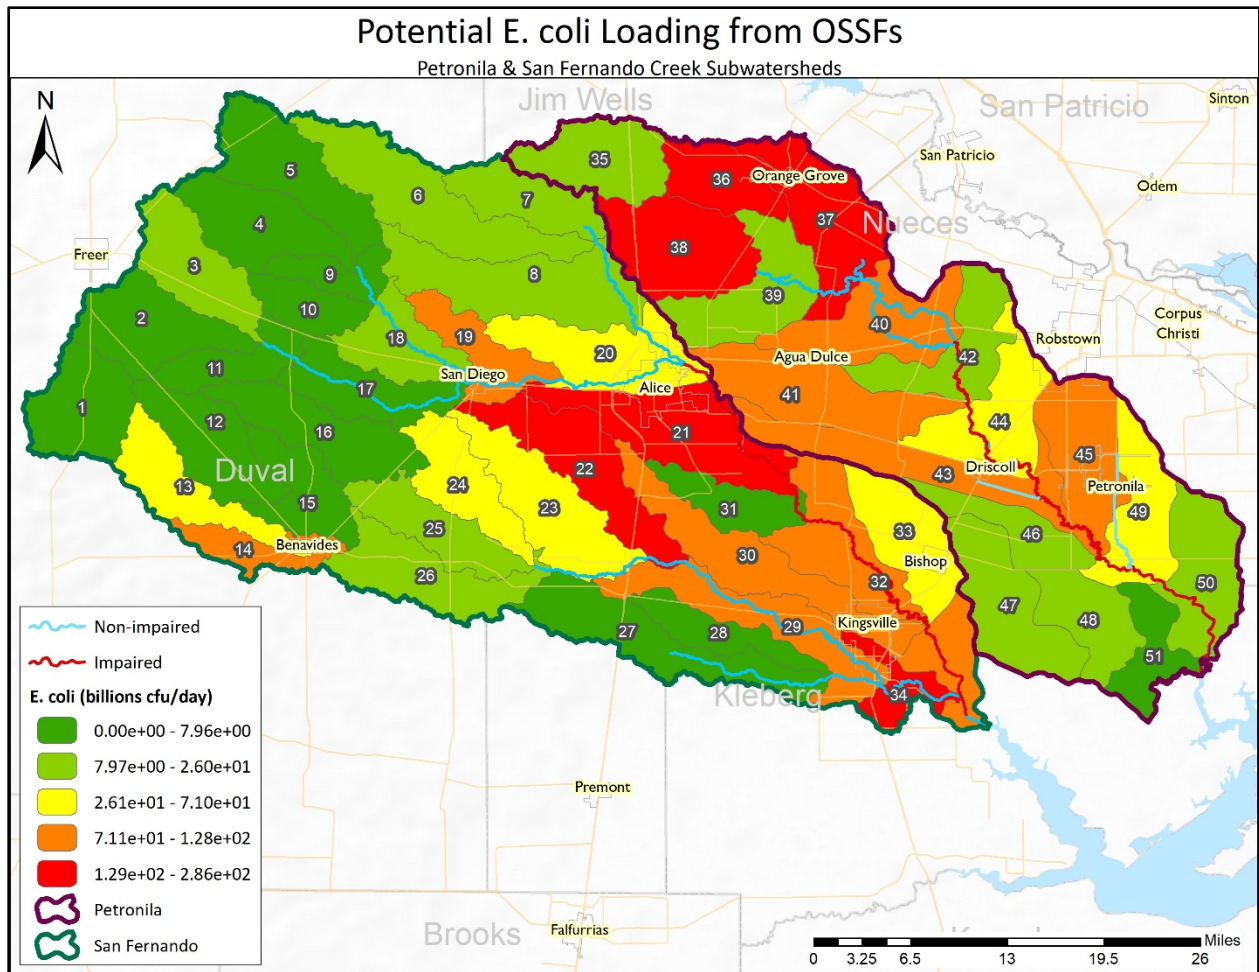 Potential E. coli Loading from OSSFs
Petronila & San Fernando Creek Subwatersheds
N
Jim Wells
San Patricio
Sinton
San Patricio
Odem
35
36
Orange Grove
37
Nueces
5
6
7
4
38
Freer
3
8
9
39
10
2
18
19
20
40
Corpus Christi
Robstown
San Diego
Agua Dulce
42
11
17
Alice
41
1
12
16
21
44
Duval
22
Driscoll
45
43
13
24
Petronila
15
23
31
49
14
Benavides
25
33
46
30
Bishop
26
32
50
47
48
27
28
29
Kingsville
51
Kleberg
34
Premont
Brooks
Falfurrias
Non-impaired
Impaired
E. coli (billions cfu/day)
0.00e+00 - 7.96e+00
7.97e+00 - 2.60e+01
2.61e+01 - 7.10e+01
7.11e+01 - 1.28e+02
1.29e+02 - 2.86e+02
Petronila
San Fernando
Miles
0 3.25 6.5 13 19.5 26